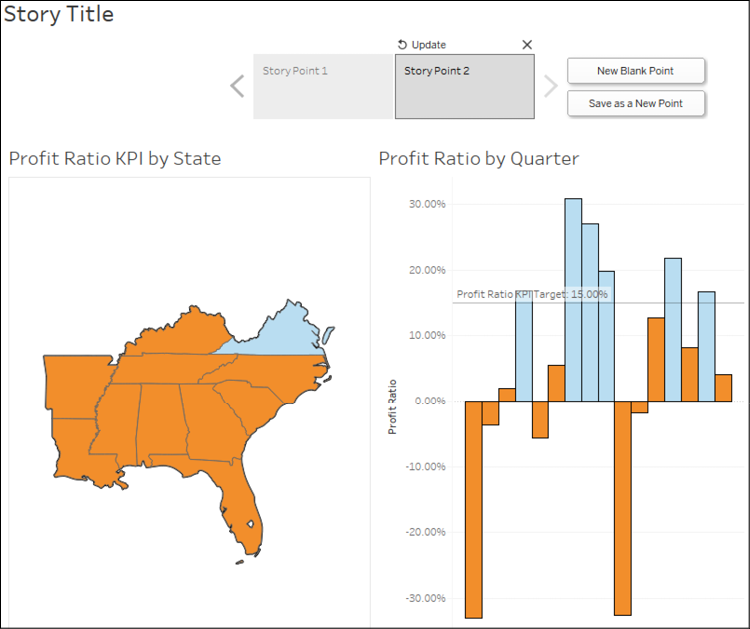 Story Title
Update
Story Point 1
Story Point 2
New Blank Point
Save as a New Point
Profit Ratio KPI by State
Profit Ratio by Quarter
30.00%
20.00%
Profit Ratio KPI Target: 15.00%
10.00%
0.00%
Profit Ratio
-10.00%
-20.00%
-30.00%